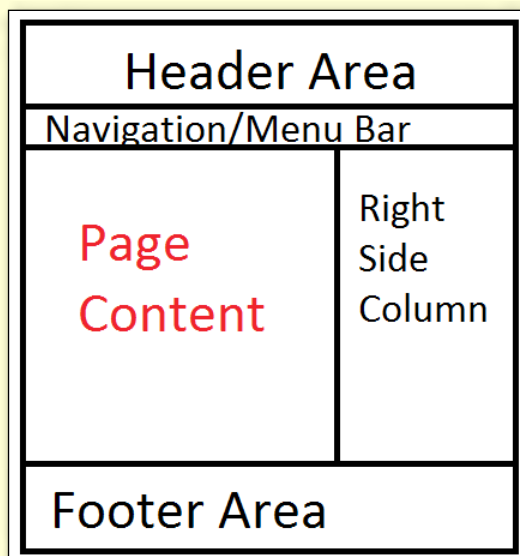 Header Area
Navigation/Menu Bar
Page
Content
Right
Side
Column
Footer Area